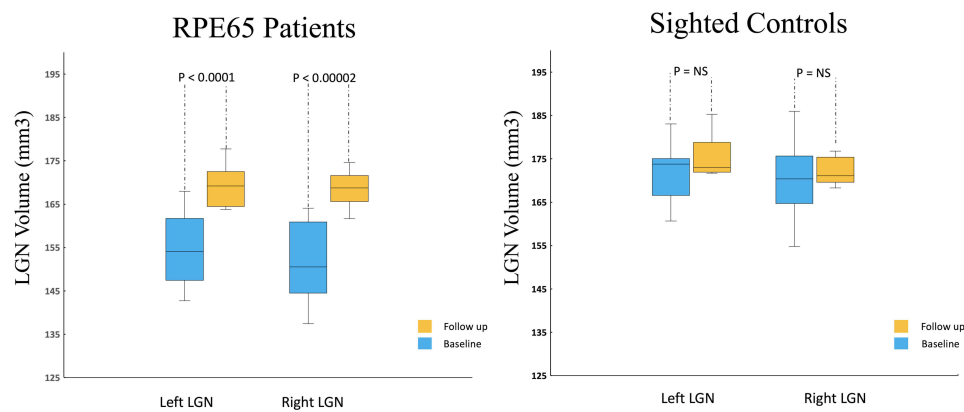 RPE65 Patients
LGN Volume (mm3)
195
185
175
165
155
145
135
125
P < 0.0001
P < 0.00002
Follow up
Baseline
Left LGN
Right LGN
Sighted Controls
LGN Volume (mm3)
195
185
175
165
155
145
135
125
P = NS
P = NS
Follow up
Baseline
Left LGN
Right LGN